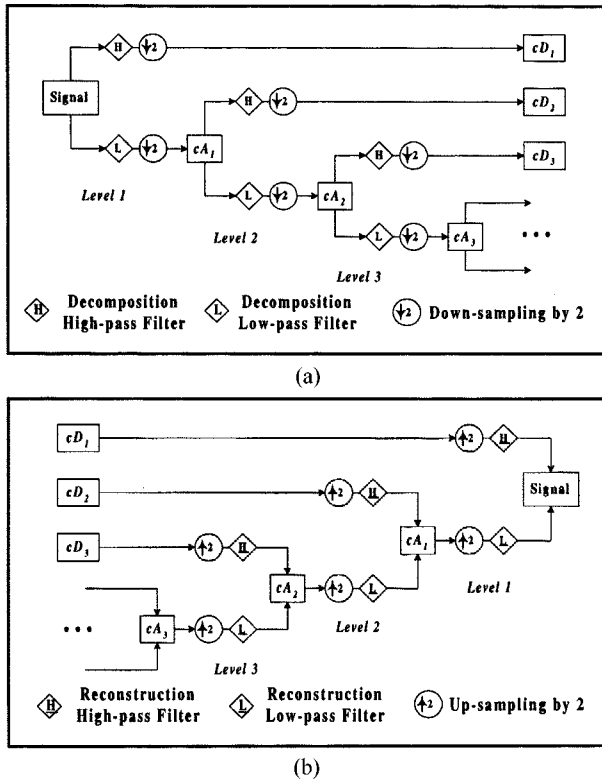 H ↓2 cD1
Signal H ↓2 cD2
L ↓2 cA1 H ↓2 cD3
Level 1 L ↓2 cA2
Level 2 L ↓2 cA3 •••
Level 3
H Decomposition High-pass Filter
L Decomposition Low-pass Filter
↓2 Down-sampling by 2
(a)
cD1 ↑2 H
cD2 ↑2 H Signal
cD3 ↑2 H cA1 ↑2 L
cA2 ↑2 L Level 1
••• cA3 ↑2 L Level 2
Level 3
H Reconstruction High-pass Filter
L Reconstruction Low-pass Filter
↑2 Up-sampling by 2
(b)